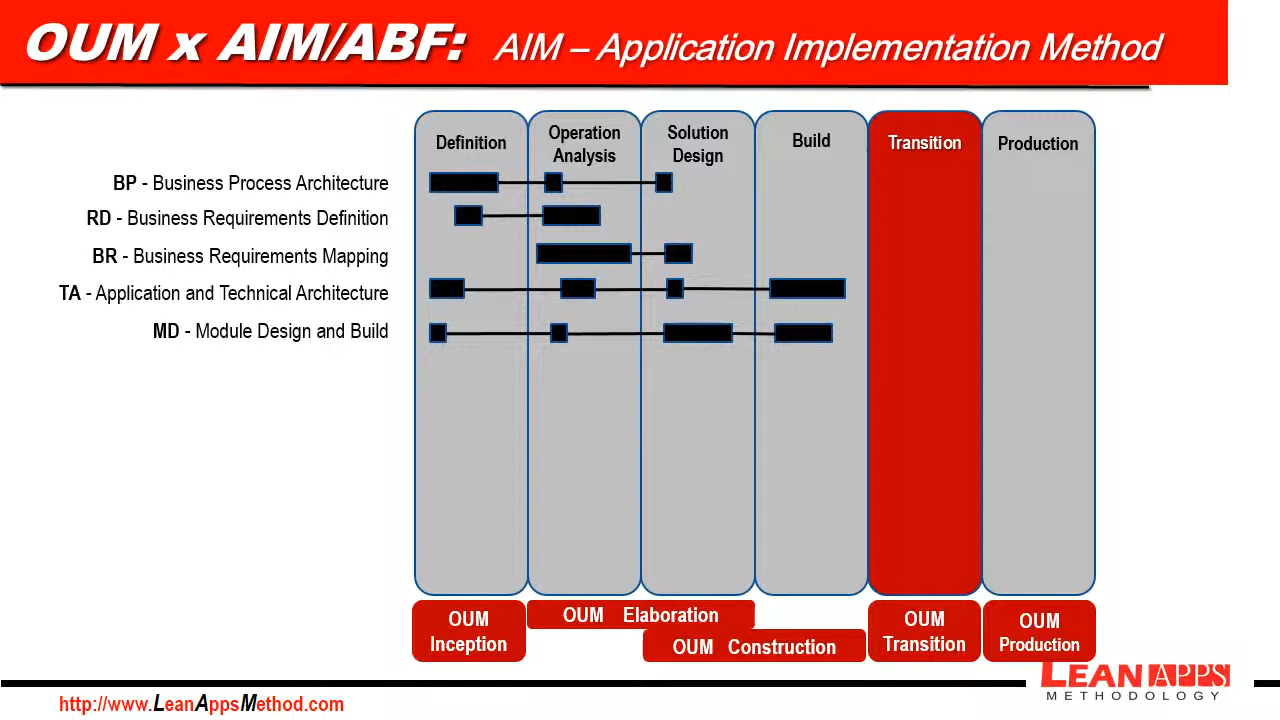 OUM x AIM/ABF: AIM – Application Implementation Method
Definition
Operation
Analysis
Solution
Design
Build
Transition
Production
BP - Business Process Architecture
RD - Business Requirements Definition
BR - Business Requirements Mapping
TA - Application and Technical Architecture
MD - Module Design and Build
OUM
Inception
OUM Elaboration
OUM Construction
OUM
Transition
OUM
Production
LEAN APPS
METHODOLOGY
http://www.LeanAppsMethod.com